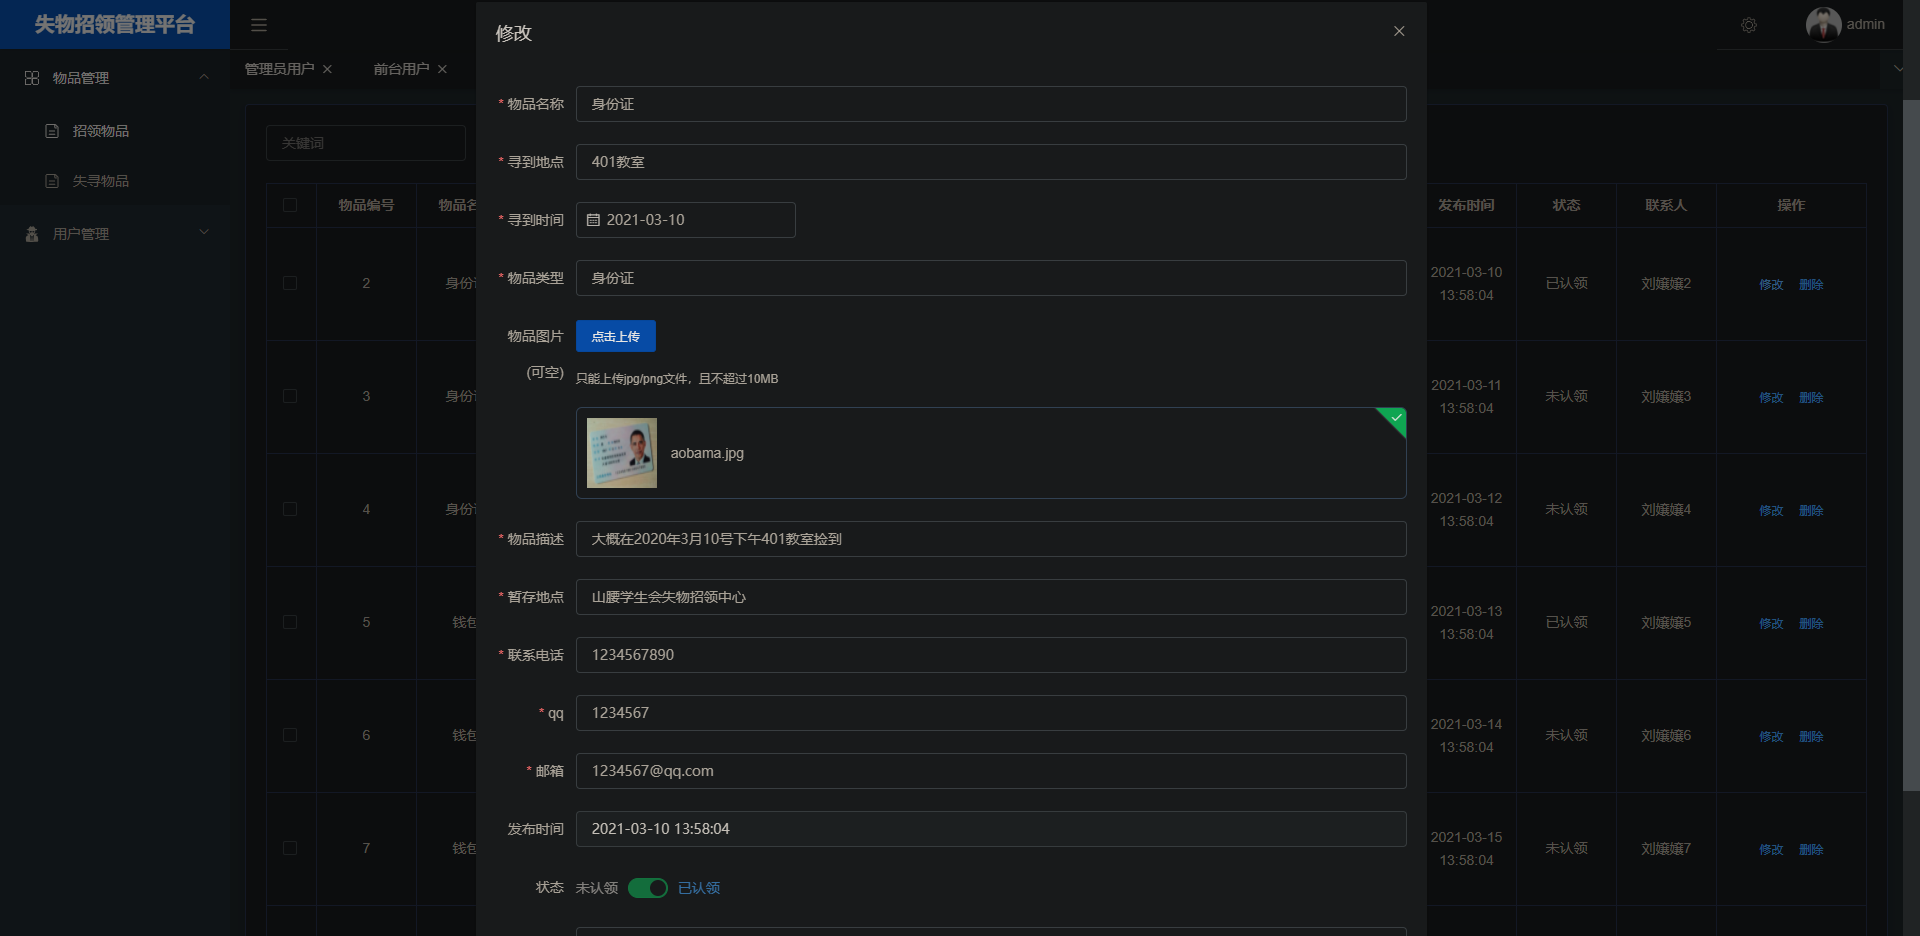 失物招领管理平台
admin
物品管理
招领物品
失寻物品
用户管理
管理员用户
前台用户
关键词
物品编号
物品名
发布时间
状态
联系人
操作
2
身份
2021-03-10
13:58:04
已认领
刘嬢嬢2
修改
删除
3
身份
2021-03-11
13:58:04
未认领
刘嬢嬢3
修改
删除
4
身份
2021-03-12
13:58:04
未认领
刘嬢嬢4
修改
删除
5
钱包
2021-03-13
13:58:04
已认领
刘嬢嬢5
修改
删除
6
钱包
2021-03-14
13:58:04
未认领
刘嬢嬢6
修改
删除
7
钱包
2021-03-15
13:58:04
未认领
刘嬢嬢7
修改
删除
修改
* 物品名称 身份证
* 寻到地点 401教室
* 寻到时间 2021-03-10
* 物品类型 身份证
物品图片 点击上传
(可空) 只能上传jpg/png文件，且不超过10MB
aobama.jpg
* 物品描述 大概在2020年3月10号下午401教室捡到
* 暂存地点 山腰学生会失物招领中心
* 联系电话 1234567890
* qq 1234567
* 邮箱 1234567@qq.com
发布时间 2021-03-10 13:58:04
状态 未认领 已认领